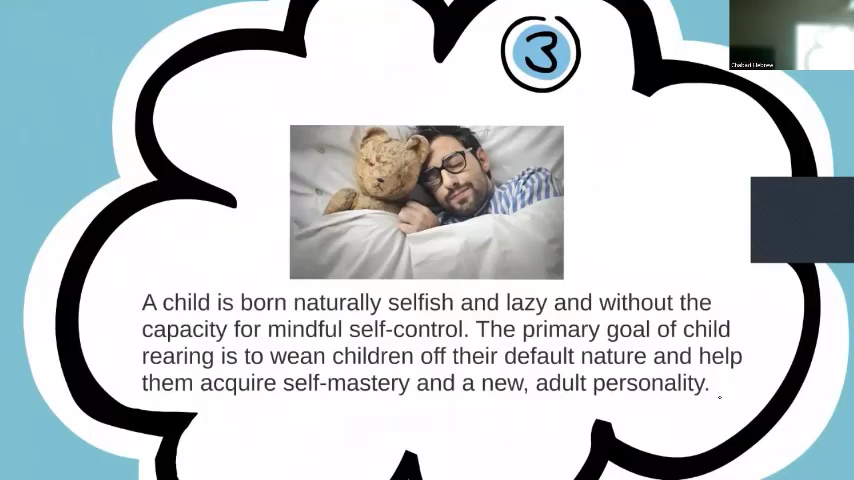 3
Chabad Hebrew
A child is born naturally selfish and lazy and without the
capacity for mindful self-control. The primary goal of child
rearing is to wean children off their default nature and help
them acquire self-mastery and a new, adult personality.